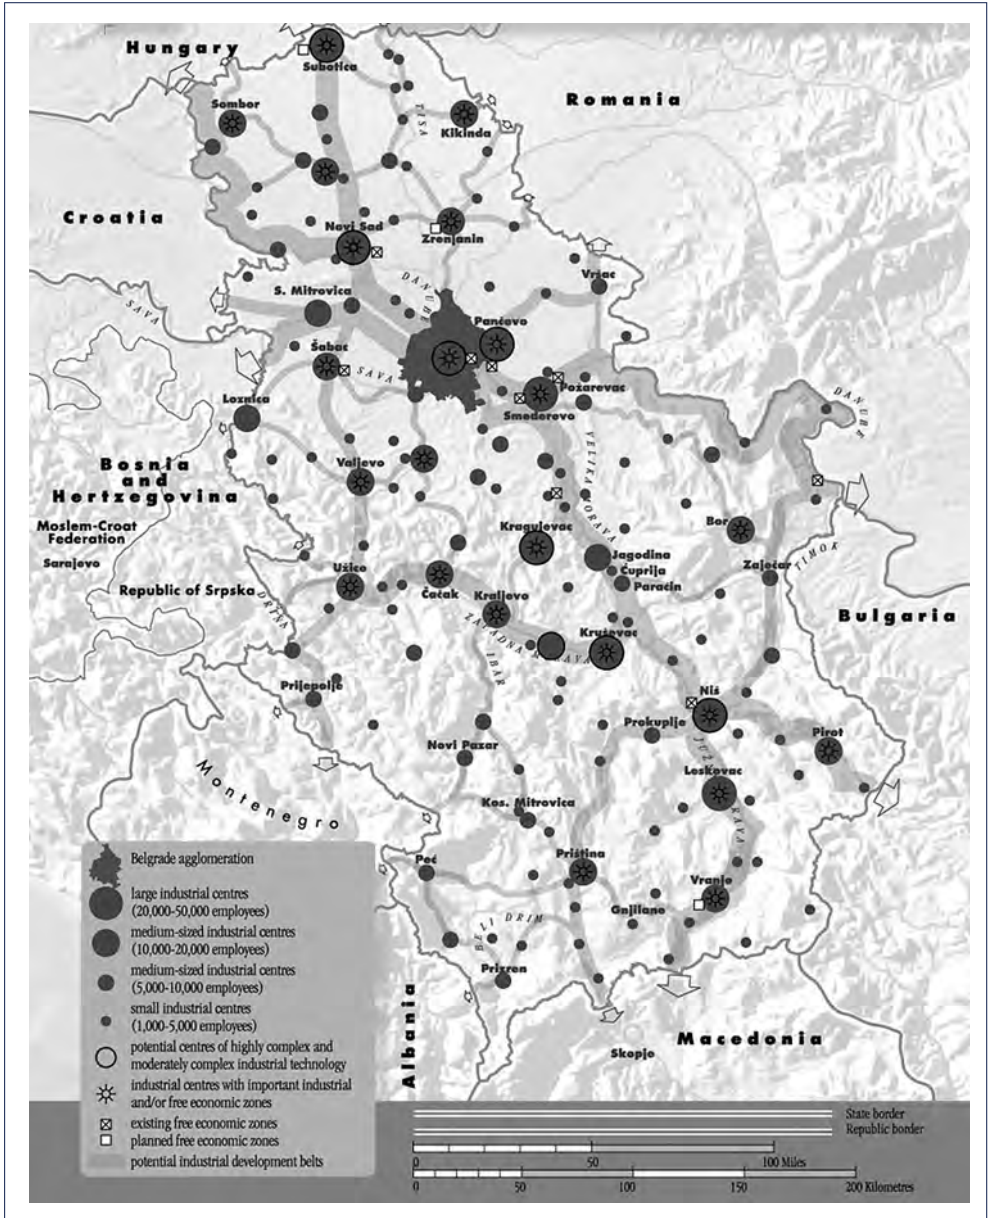 Hungary
Subotica
Sombor
TISA
Kikinda
Romania
Croatia
Novi Sad
Zrenjanin
DANUBE
Vršac
S. Mitrovica
SAVA
Pančevo
Šabac
SAVA
Požarevac
DANUBE
Loznica
Smederevo
Bosnia
and
Hertzegovina
Valjevo
VELIKA MORAVA
Moslem-Croat
Federation
Kragujevac
Bor
Sarajevo
Jagodina
Ćuprija
Paraćin
Zaječar
TIMOK
Užice
Republic of Srpska
DRINA
Čačak
Kraljevo
Bulgaria
ZAPADNA MORAVA
Kruševac
IBAR
Prijepolje
Niš
Prokuplje
Pirot
Novi Pazar
JUŽNA MORAVA
Leskovac
Montenegro
Kos. Mitrovica
Peć
Priština
Vranje
Gnjilane
BELI DRIM
Prizren
Albania
Macedonia
Skopje
Belgrade agglomeration
large industrial centres
(20,000-50,000 employees)
medium-sized industrial centres
(10,000-20,000 employees)
medium-sized industrial centres
(5,000-10,000 employees)
small industrial centres
(1,000-5,000 employees)
potential centres of highly complex and
moderately complex industrial technology
industrial centres with important industrial
and/or free economic zones
existing free economic zones
planned free economic zones
potential industrial development belts
State border
Republic border
0 50 100 Miles
0 50 100 150 200 Kilometres